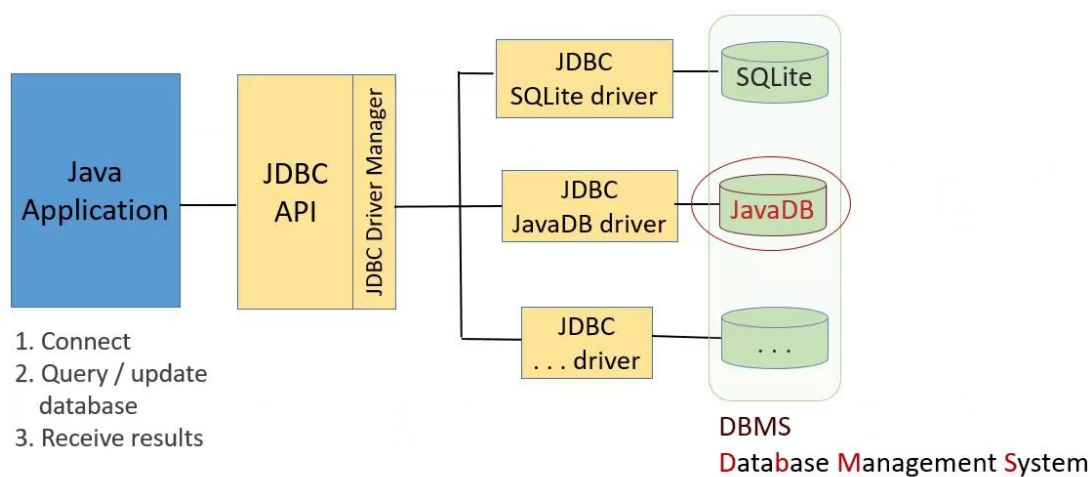 Java
Application
1. Connect
2. Query / update
database
3. Receive results
JDBC
API
JDBC Driver Manager
JDBC
SQLite driver
JDBC
JavaDB driver
JDBC
. . . driver
SQLite
JavaDB
. . .
DBMS
Database Management System